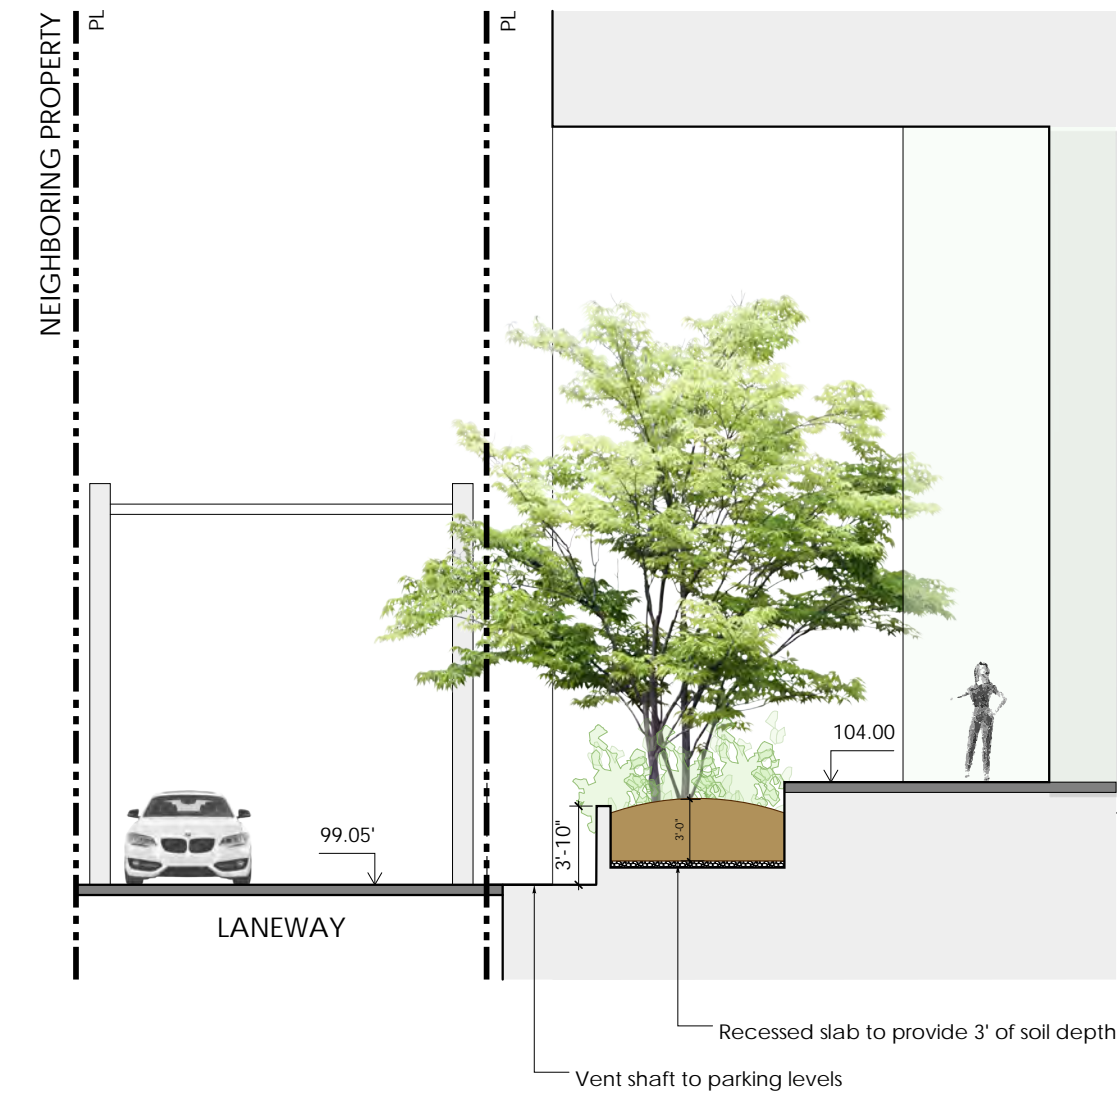 NEIGHBORING PROPERTY
PL
PL
104.00
99.05'
3'-10"
3'-0"
LANEWAY
Recessed slab to provide 3' of soil depth
Vent shaft to parking levels